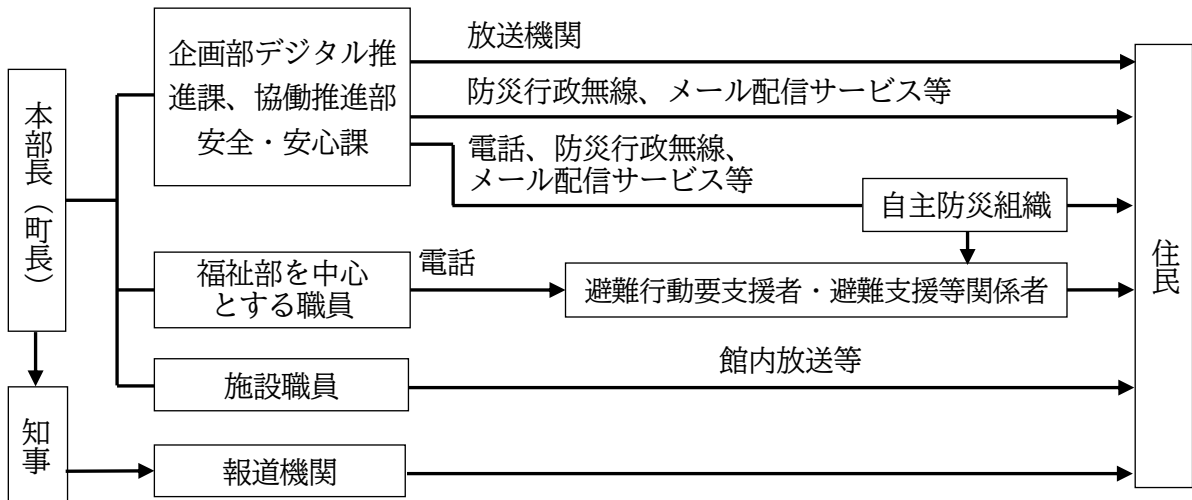 本部長（町長）
知事
企画部デジタル推
進課、協働推進部
安全・安心課
福祉部を中心
とする職員
施設職員
報道機関
放送機関
防災行政無線、メール配信サービス等
電話、防災行政無線、
メール配信サービス等
自主防災組織
電話
避難行動要支援者・避難支援等関係者
館内放送等
住民